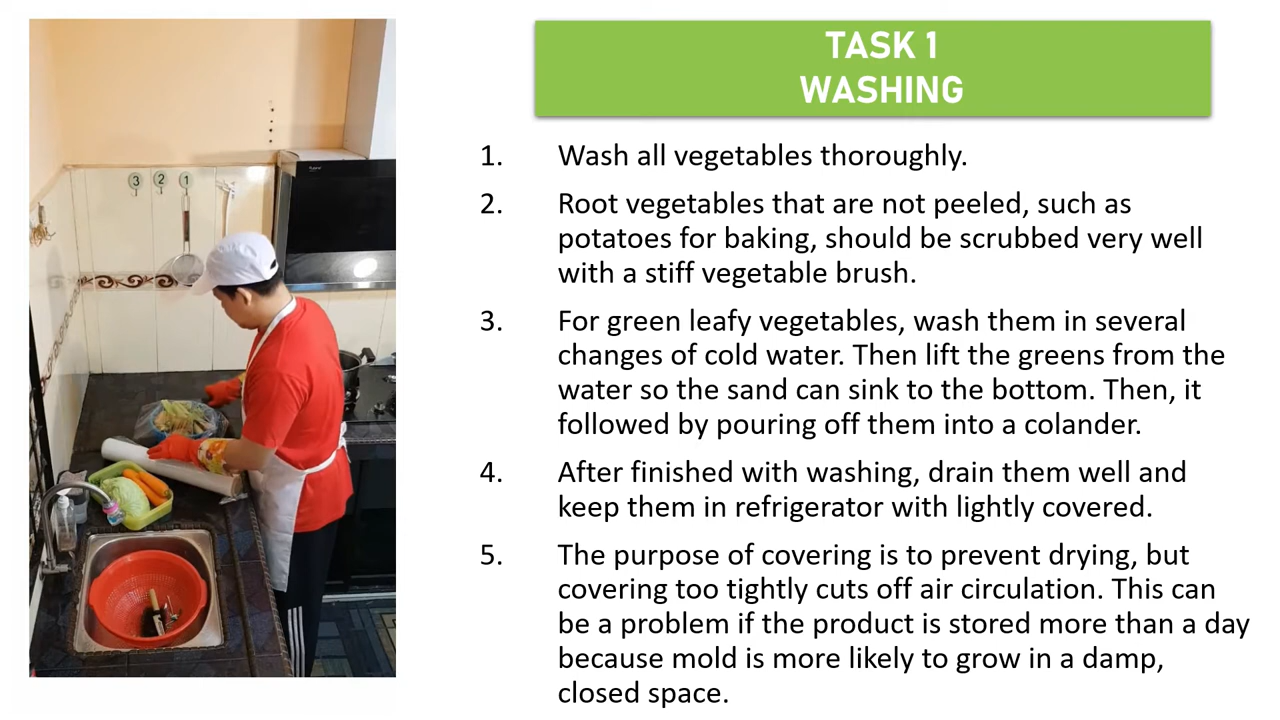 TASK 1
WASHING
1. Wash all vegetables thoroughly.
2. Root vegetables that are not peeled, such as
potatoes for baking, should be scrubbed very well
with a stiff vegetable brush.
3. For green leafy vegetables, wash them in several
changes of cold water. Then lift the greens from the
water so the sand can sink to the bottom. Then, it
followed by pouring off them into a colander.
4. After finished with washing, drain them well and
keep them in refrigerator with lightly covered.
5. The purpose of covering is to prevent drying, but
covering too tightly cuts off air circulation. This can
be a problem if the product is stored more than a day
because mold is more likely to grow in a damp,
closed space.
3 2 1